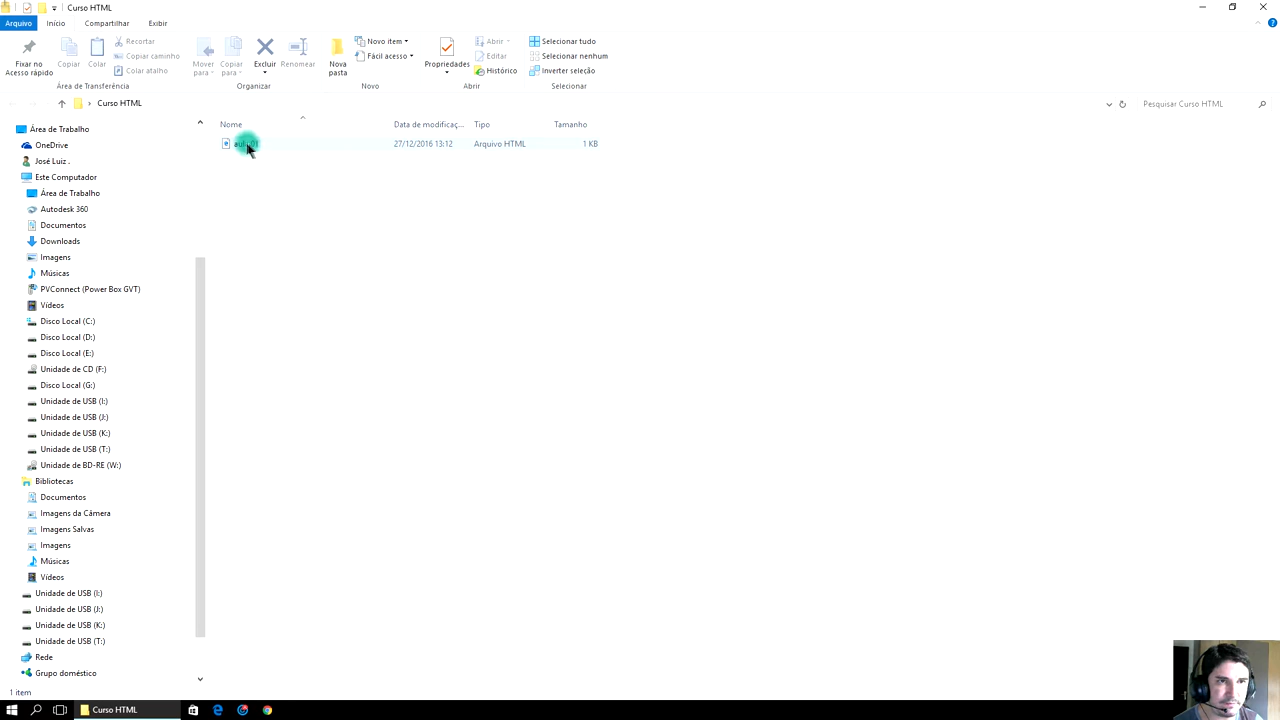 Curso HTML
Arquivo Início Compartilhar Exibir
Fixar no Acesso rápido
Copiar
Colar
Recortar
Copiar caminho
Colar atalho
Mover para
Copiar para
Excluir
Renomear
Nova pasta
Novo item
Fácil acesso
Propriedades
Abrir
Editar
Histórico
Selecionar tudo
Selecionar nenhum
Inverter seleção
Área de Transferência Organizar Novo Abrir Selecionar
Curso HTML
Pesquisar Curso HTML
Nome Data de modificaç... Tipo Tamanho
27/12/2016 13:12 Arquivo HTML 1 KB
Área de Trabalho
OneDrive
José Luiz .
Este Computador
Área de Trabalho
Autodesk 360
Documentos
Downloads
Imagens
Músicas
PVConnect (Power Box GVT)
Vídeos
Disco Local (C:)
Disco Local (D:)
Disco Local (E:)
Unidade de CD (F:)
Disco Local (G:)
Unidade de USB (I:)
Unidade de USB (J:)
Unidade de USB (K:)
Unidade de USB (T:)
Unidade de BD-RE (W:)
Bibliotecas
Documentos
Imagens da Câmera
Imagens Salvas
Imagens
Músicas
Vídeos
Unidade de USB (I:)
Unidade de USB (J:)
Unidade de USB (K:)
Unidade de USB (T:)
Rede
Grupo doméstico
1 item
Curso HTML